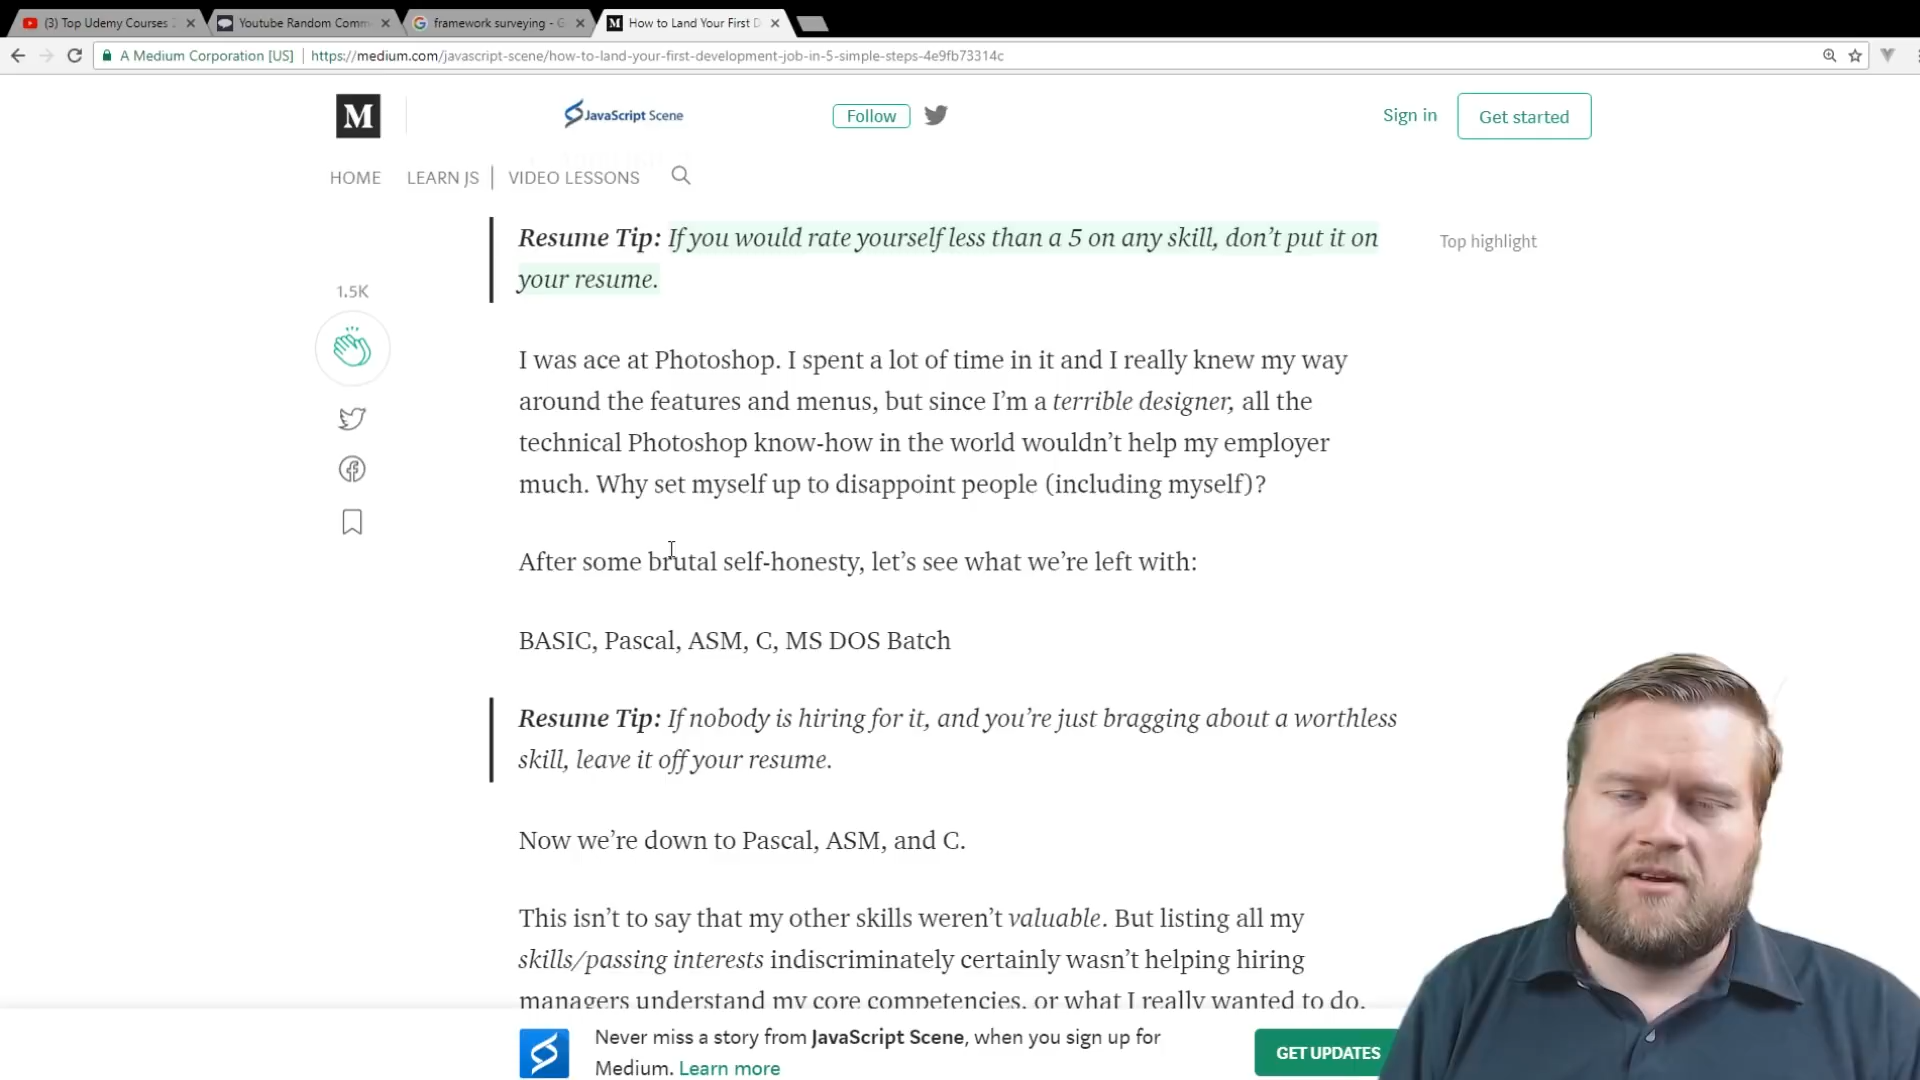 (3) Top Udemy Courses
Youtube Random Comm
framework surveying - G
How to Land Your First D
A Medium Corporation [US]
https://medium.com/javascript-scene/how-to-land-your-first-development-job-in-5-simple-steps-4e9fb73314c
M
JavaScript Scene
Follow
Sign in
Get started
HOME
LEARN JS
VIDEO LESSONS
Resume Tip: If you would rate yourself less than a 5 on any skill, don’t put it on
your resume.
Top highlight
1.5K
I was ace at Photoshop. I spent a lot of time in it and I really knew my way
around the features and menus, but since I’m a terrible designer, all the
technical Photoshop know-how in the world wouldn’t help my employer
much. Why set myself up to disappoint people (including myself)?
After some brutal self-honesty, let’s see what we’re left with:
BASIC, Pascal, ASM, C, MS DOS Batch
Resume Tip: If nobody is hiring for it, and you’re just bragging about a worthless
skill, leave it off your resume.
Now we’re down to Pascal, ASM, and C.
This isn’t to say that my other skills weren’t valuable. But listing all my
skills/passing interests indiscriminately certainly wasn’t helping hiring
managers understand my core competencies, or what I really wanted to do.
Never miss a story from JavaScript Scene, when you sign up for
Medium. Learn more
GET UPDATES